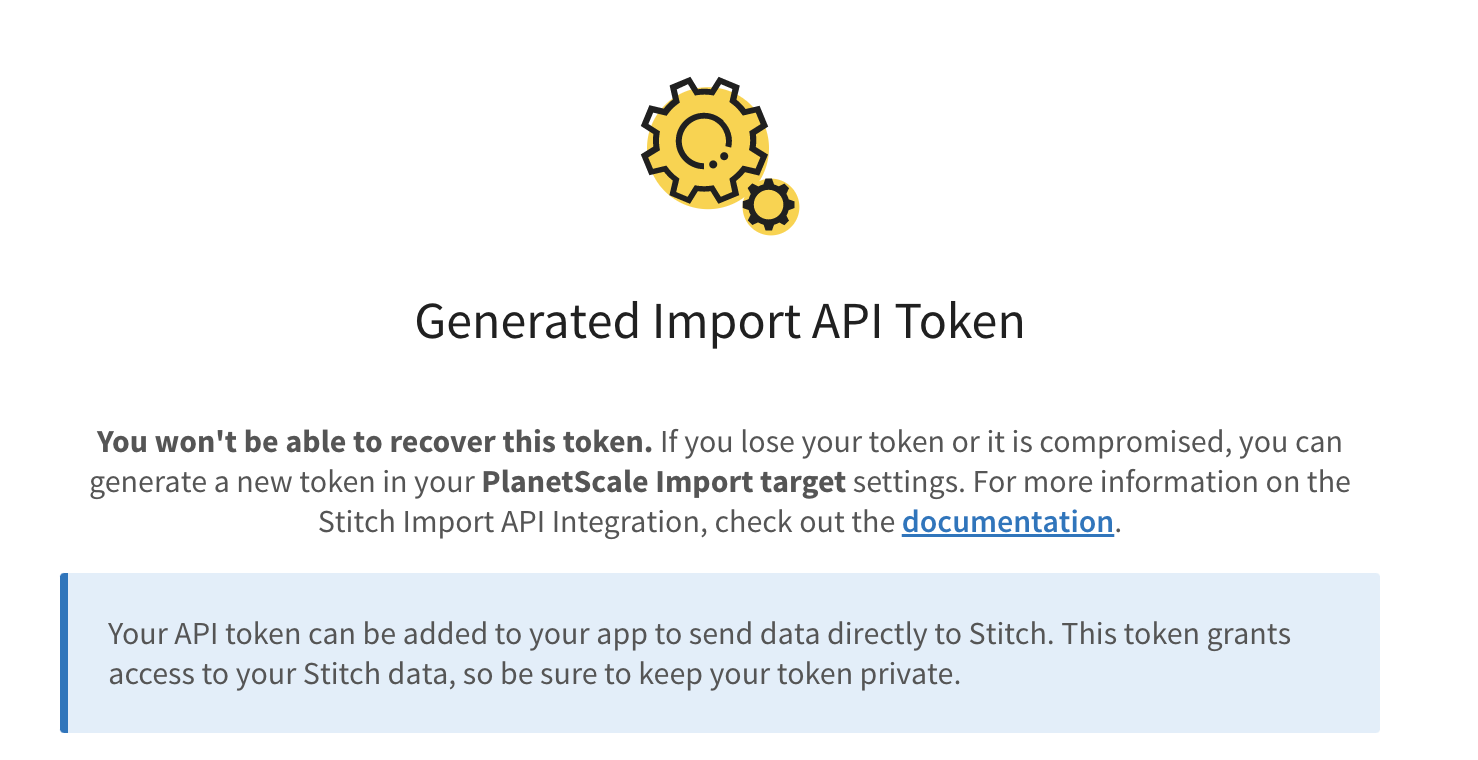 Generated Import API Token
You won't be able to recover this token. If you lose your token or it is compromised, you can
generate a new token in your PlanetScale Import target settings. For more information on the
Stitch Import API Integration, check out the documentation.
Your API token can be added to your app to send data directly to Stitch. This token grants
access to your Stitch data, so be sure to keep your token private.